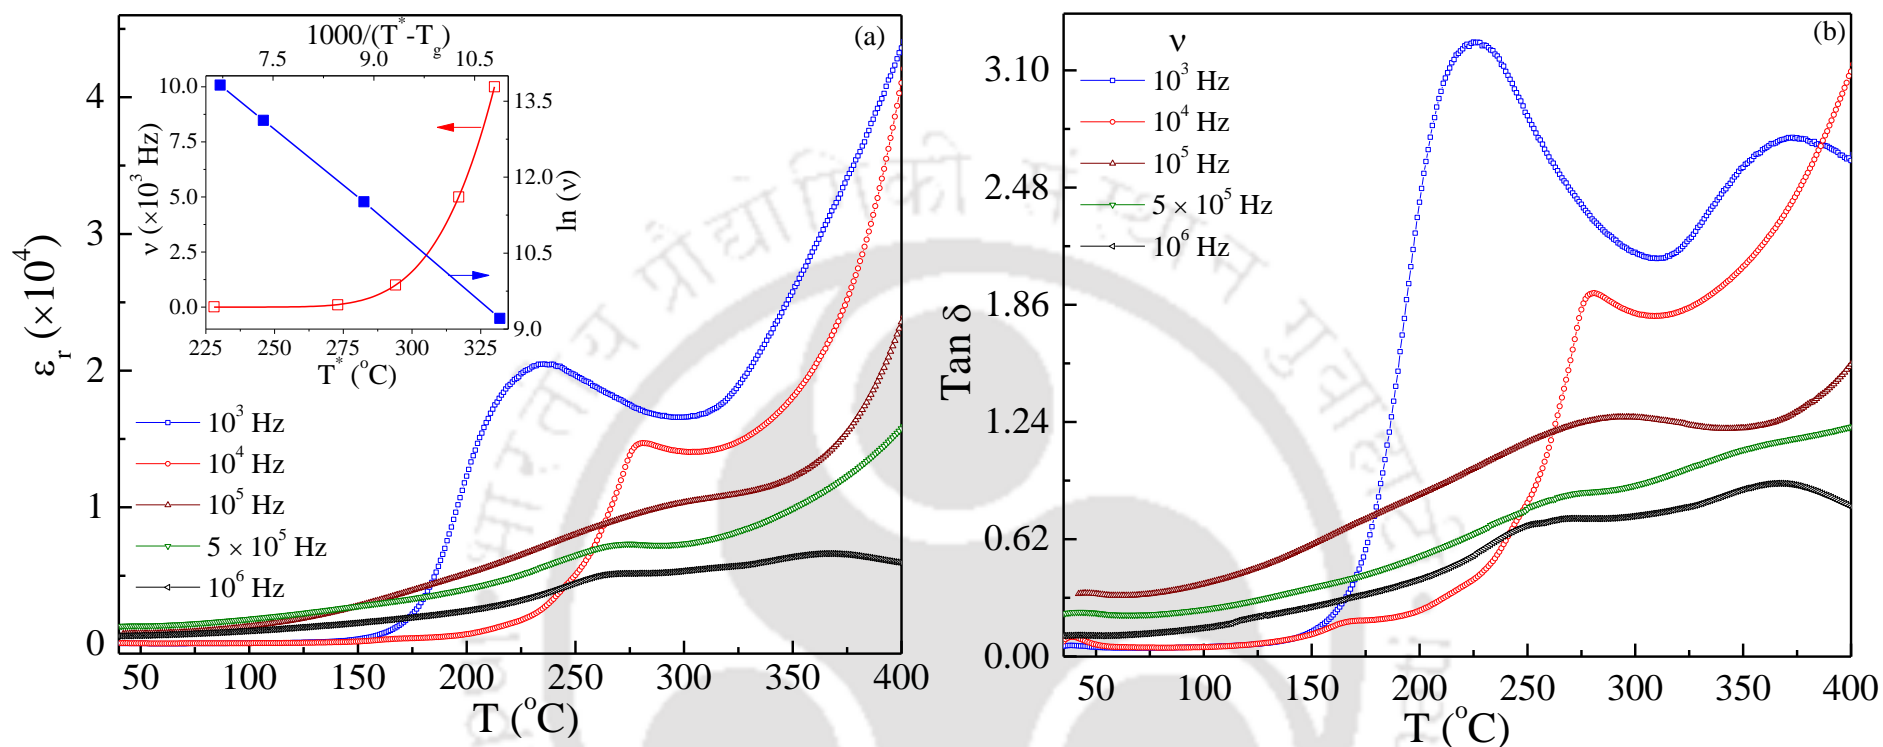 (a)
1000/(T*-Tg)
7.5 9.0 10.5
10.0
7.5
5.0
2.5
0.0
ν (×10³ Hz)
13.5
12.0
10.5
9.0
ln (ν)
225 250 275 300 325
T* (°C)
εr (×10⁴)
4
3
2
1
0
10³ Hz
10⁴ Hz
10⁵ Hz
5 × 10⁵ Hz
10⁶ Hz
50 100 150 200 250 300 350 400
T (°C)
(b)
ν
10³ Hz
10⁴ Hz
10⁵ Hz
5 × 10⁵ Hz
10⁶ Hz
Tan δ
3.10
2.48
1.86
1.24
0.62
0.00
50 100 150 200 250 300 350 400
T (°C)
भारतीय प्रौद्योगिकी संस्थान गुवाहाटी